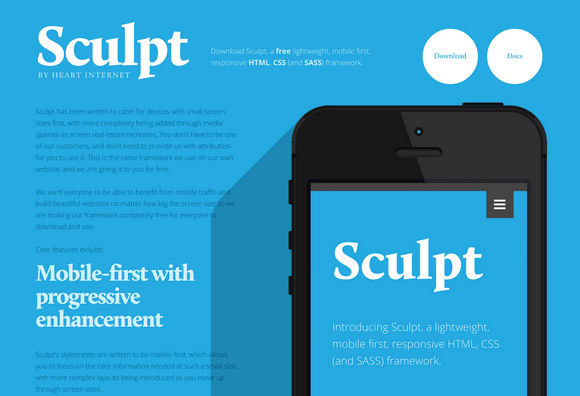 Sculpt
BY HEART INTERNET
Download Sculpt, a free lightweight, mobile first,
responsive HTML, CSS (and SASS) framework.
Download
Docs
Sculpt has been written to cater for devices with small screen
sizes first, with more complexity being added through media
queries as screen real-estate increases. You don't have to be one
of our customers, and don't need to provide us with attribution
for you to use it. This is the same framework we use on our own
website, and we are giving it to you for free.
We want everyone to be able to benefit from mobile traffic and
build beautiful websites no matter how big the screen size so we
are making our framework completely free for everyone to
download and use.
Core features include:
Mobile-first with
progressive
enhancement
Sculpt's stylesheets are written to be mobile first, which allows
you to focus on the core information needed at such a small size,
with more complex layouts being introduced as you move up
through screen sizes.
Sculpt
Introducing Sculpt, a lightweight,
mobile first, responsive HTML, CSS
(and SASS) framework.